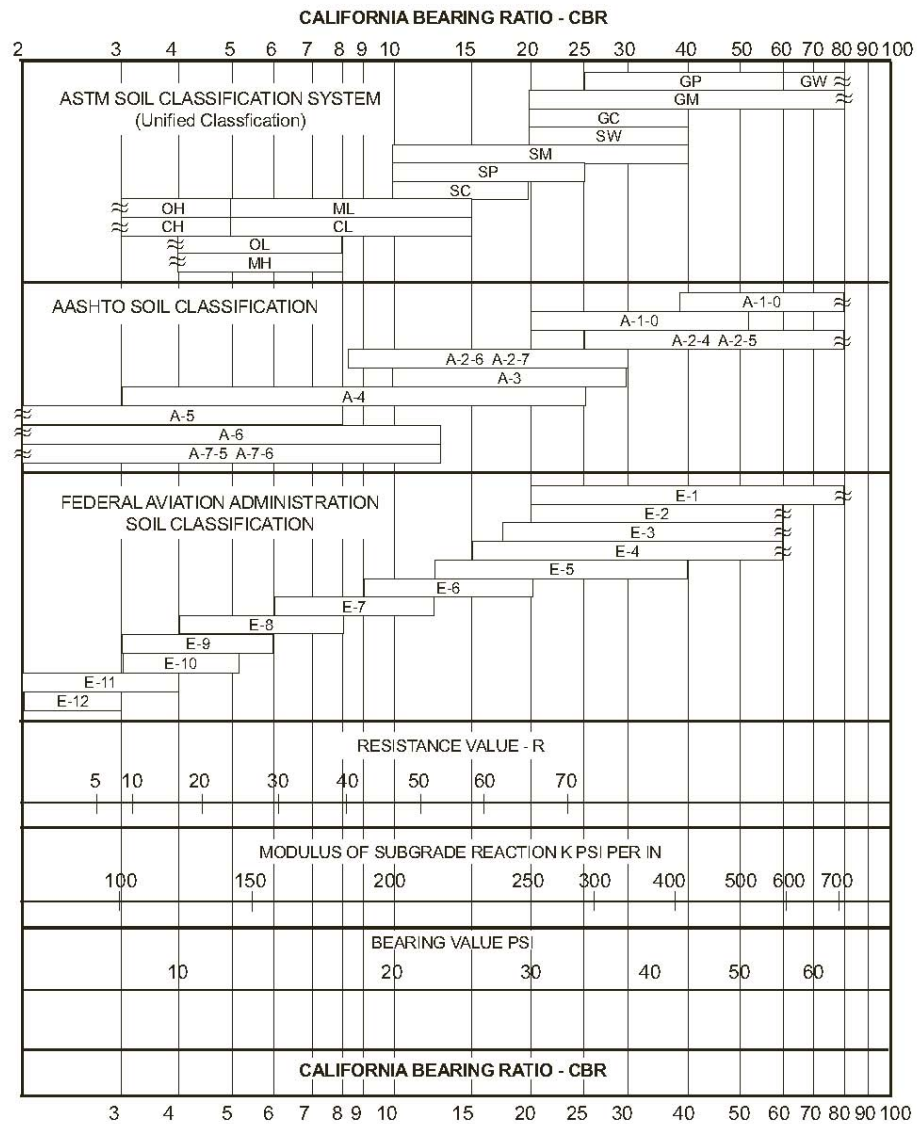 CALIFORNIA BEARING RATIO - CBR
2 3 4 5 6 7 8 9 10 15 20 25 30 40 50 60 70 80 90 100
ASTM SOIL CLASSIFICATION SYSTEM
(Unified Classfication)
GP GW
GM
GC
SW
SM
SP
SC
OH ML
CH CL
OL
MH
AASHTO SOIL CLASSIFICATION
A-1-0
A-1-0
A-2-4 A-2-5
A-2-6 A-2-7
A-3
A-4
A-5
A-6
A-7-5 A-7-6
FEDERAL AVIATION ADMINISTRATION
SOIL CLASSIFICATION
E-1
E-2
E-3
E-4
E-5
E-6
E-7
E-8
E-9
E-10
E-11
E-12
RESISTANCE VALUE - R
5 10 20 30 40 50 60 70
MODULUS OF SUBGRADE REACTION K PSI PER IN
100 150 200 250 300 400 500 600 700
BEARING VALUE PSI
10 20 30 40 50 60
CALIFORNIA BEARING RATIO - CBR
3 4 5 6 7 8 9 10 15 20 25 30 40 50 60 70 80 90 100